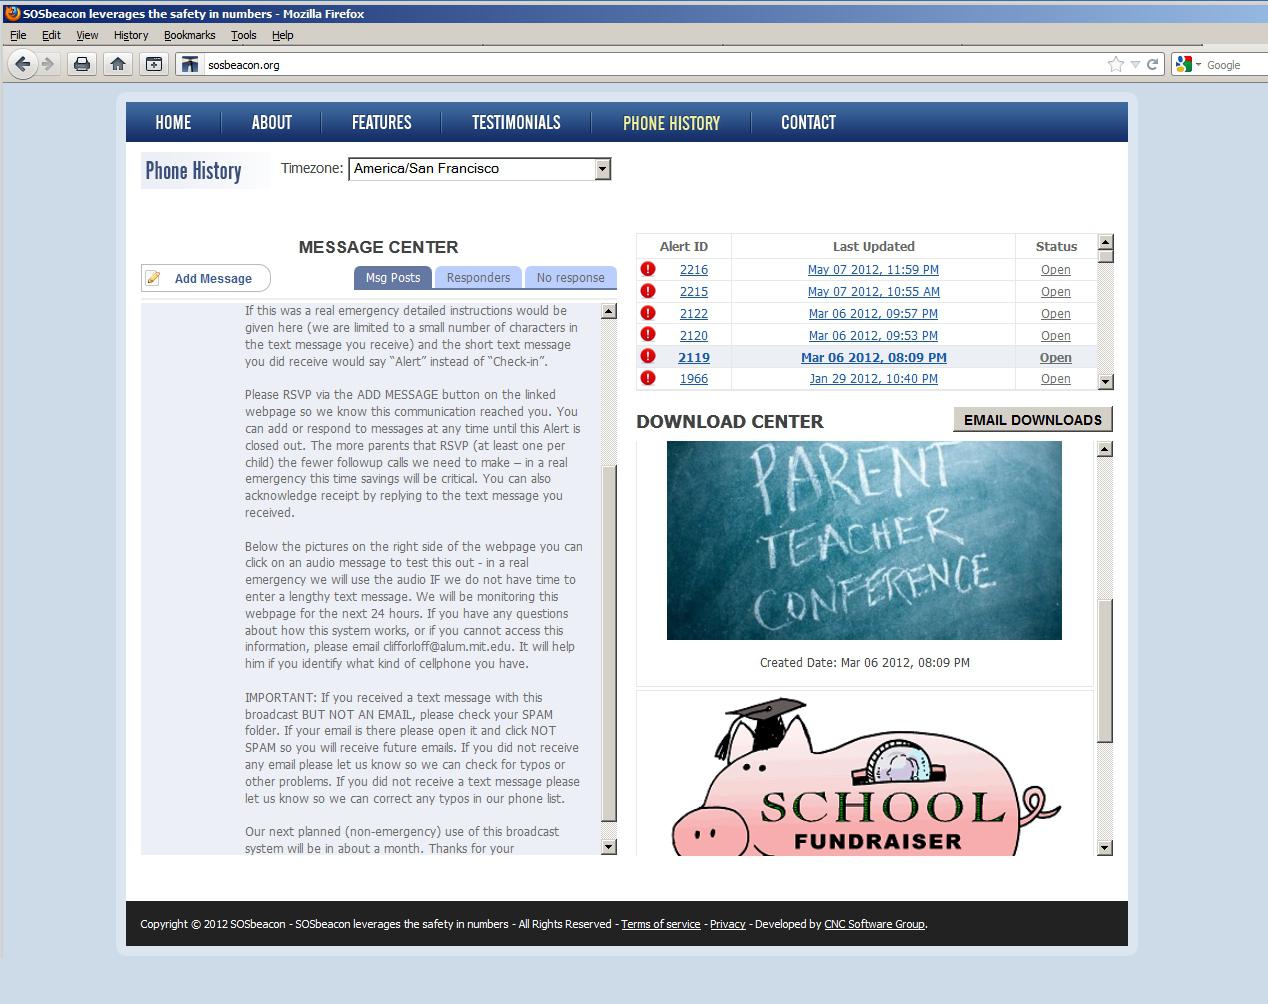 SOSbeacon leverages the safety in numbers - Mozilla Firefox
File Edit View History Bookmarks Tools Help
sosbeacon.org
Google
HOME ABOUT FEATURES TESTIMONIALS PHONE HISTORY CONTACT
Phone History Timezone: America/San Francisco
MESSAGE CENTER
Add Message Msg Posts Responders No response
If this was a real emergency detailed instructions would be
given here (we are limited to a small number of characters in
the text message you receive) and the short text message
you did receive would say “Alert” instead of “Check-in”.
Please RSVP via the ADD MESSAGE button on the linked
webpage so we know this communication reached you. You
can add or respond to messages at any time until this Alert is
closed out. The more parents that RSVP (at least one per
child) the fewer followup calls we need to make – in a real
emergency this time savings will be critical. You can also
acknowledge receipt by replying to the text message you
received.
Below the pictures on the right side of the webpage you can
click on an audio message to test this out - in a real
emergency we will use the audio IF we do not have time to
enter a lengthy text message. We will be monitoring this
webpage for the next 24 hours. If you have any questions
about how this system works, or if you cannot access this
information, please email clifforloff@alum.mit.edu. It will help
him if you identify what kind of cellphone you have.
IMPORTANT: If you received a text message with this
broadcast BUT NOT AN EMAIL, please check your SPAM
folder. If your email is there please open it and click NOT
SPAM so you will receive future emails. If you did not receive
any email please let us know so we can check for typos or
other problems. If you did not receive a text message please
let us know so we can correct any typos in our phone list.
Our next planned (non-emergency) use of this broadcast
system will be in about a month. Thanks for your
Alert ID Last Updated Status
2216 May 07 2012, 11:59 PM Open
2215 May 07 2012, 10:55 AM Open
2122 Mar 06 2012, 09:57 PM Open
2120 Mar 06 2012, 09:53 PM Open
2119 Mar 06 2012, 08:09 PM Open
1966 Jan 29 2012, 10:40 PM Open
DOWNLOAD CENTER EMAIL DOWNLOADS
PARENT
TEACHER
CONFERENCE
Created Date: Mar 06 2012, 08:09 PM
SCHOOL
FUNDRAISER
Copyright © 2012 SOSbeacon - SOSbeacon leverages the safety in numbers - All Rights Reserved - Terms of service - Privacy - Developed by CNC Software Group.